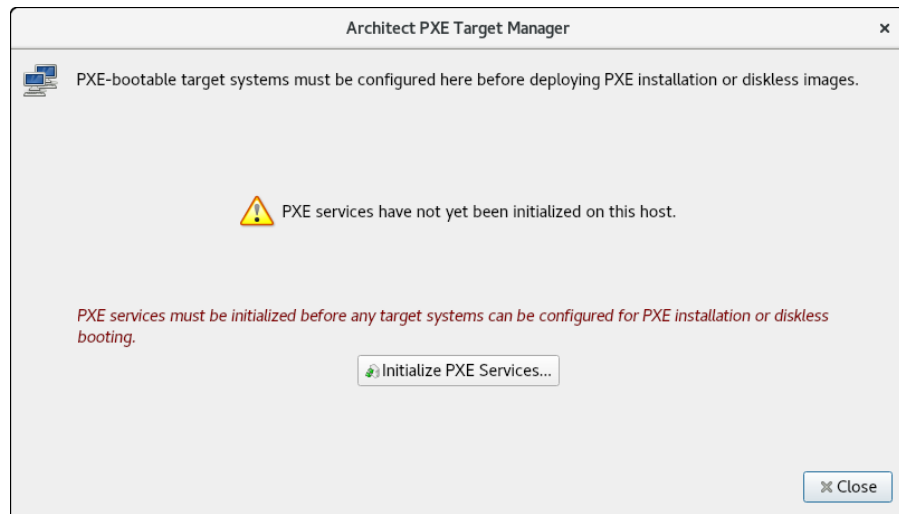 Architect PXE Target Manager
PXE-bootable target systems must be configured here before deploying PXE installation or diskless images.
PXE services have not yet been initialized on this host.
PXE services must be initialized before any target systems can be configured for PXE installation or diskless
booting.
Initialize PXE Services...
Close